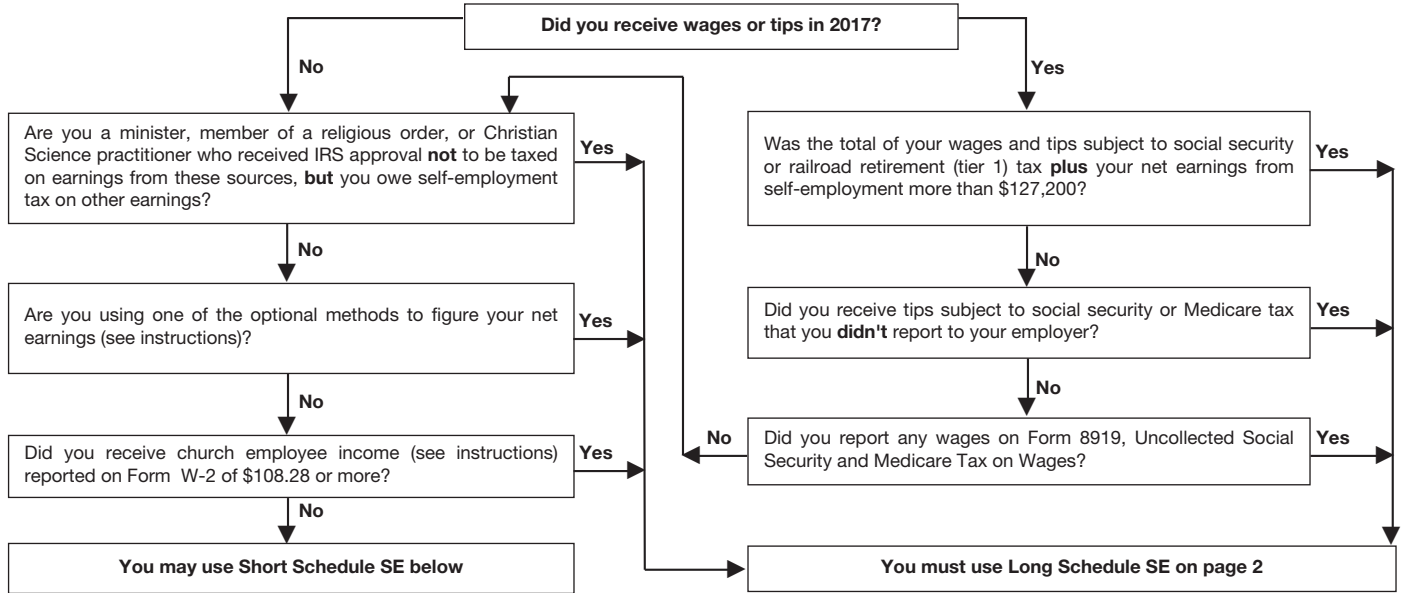 Did you receive wages or tips in 2017?
No
Yes
Are you a minister, member of a religious order, or Christian
Science practitioner who received IRS approval not to be taxed
on earnings from these sources, but you owe self-employment
tax on other earnings?
Yes
Was the total of your wages and tips subject to social security
or railroad retirement (tier 1) tax plus your net earnings from
self-employment more than $127,200?
Yes
No
No
Are you using one of the optional methods to figure your net
earnings (see instructions)?
Yes
Did you receive tips subject to social security or Medicare tax
that you didn't report to your employer?
Yes
No
No
Did you receive church employee income (see instructions)
reported on Form W-2 of $108.28 or more?
Yes
No
Did you report any wages on Form 8919, Uncollected Social
Security and Medicare Tax on Wages?
Yes
No
You may use Short Schedule SE below
You must use Long Schedule SE on page 2